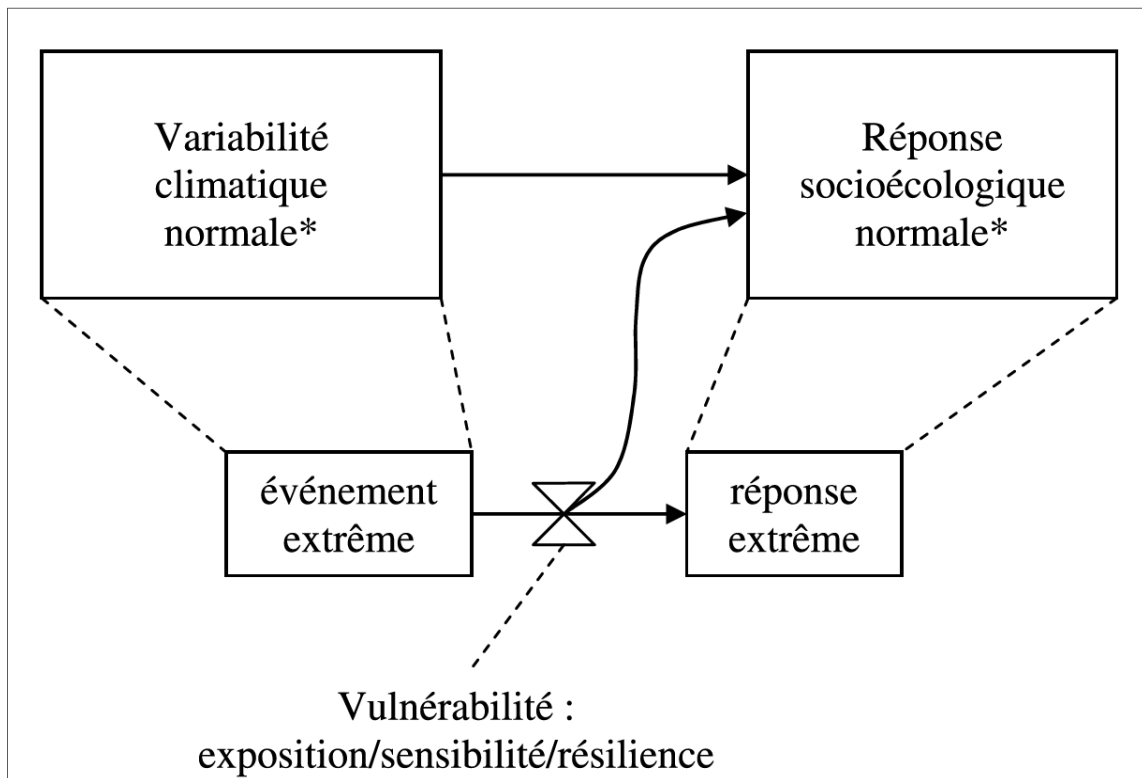 Variabilité
climatique
normale*
Réponse
socioécologique
normale*
événement
extrême
réponse
extrême
Vulnérabilité :
exposition/sensibilité/résilience